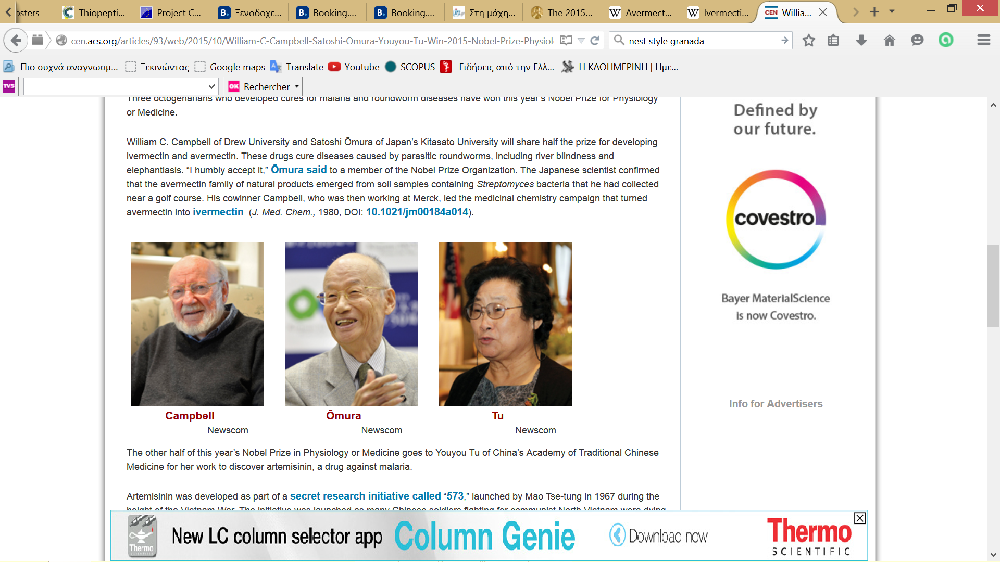 osters
Thiopepti...
Project C...
B. Ξενοδοχε...
B. Booking....
B. Booking....
in.gr Στη μάχη...
The 2015...
W Avermect...
W Ivermecti...
CEN Willia...
cen.acs.org/articles/93/web/2015/10/William-C-Campbell-Satoshi-Omura-Youyou-Tu-Win-2015-Nobel-Prize-Physiol
nest style granada
Πιο συχνά αναγνωσμ...
Ξεκινώντας
Google maps
Translate
Youtube
SCOPUS
Ειδήσεις από την Ελλ...
Η ΚΑΘΗΜΕΡΙΝΗ | Ημε...
TV5
OK Rechercher
Three octogenarians who developed cures for malaria and roundworm diseases have won this year's Nobel Prize for Physiology
or Medicine.
William C. Campbell of Drew University and Satoshi Ōmura of Japan's Kitasato University will share half the prize for developing
ivermectin and avermectin. These drugs cure diseases caused by parasitic roundworms, including river blindness and
elephantiasis. “I humbly accept it,” Ōmura said to a member of the Nobel Prize Organization. The Japanese scientist confirmed
that the avermectin family of natural products emerged from soil samples containing Streptomyces bacteria that he had collected
near a golf course. His cowinner Campbell, who was then working at Merck, led the medicinal chemistry campaign that turned
avermectin into ivermectin (J. Med. Chem., 1980, DOI: 10.1021/jm00184a014).
Campbell
Newscom
Ōmura
Newscom
Tu
Newscom
The other half of this year's Nobel Prize in Physiology or Medicine goes to Youyou Tu of China's Academy of Traditional Chinese
Medicine for her work to discover artemisinin, a drug against malaria.
Artemisinin was developed as part of a secret research initiative called “573,” launched by Mao Tse-tung in 1967 during the
height of the Vietnam War. The initiative was launched as many Chinese soldiers fighting for communist North Vietnam were dying
Defined by
our future.
covestro
Bayer MaterialScience
is now Covestro.
Info for Advertisers
Thermo
SCIENTIFIC
New LC column selector app
Column Genie
Download now
Thermo
SCIENTIFIC